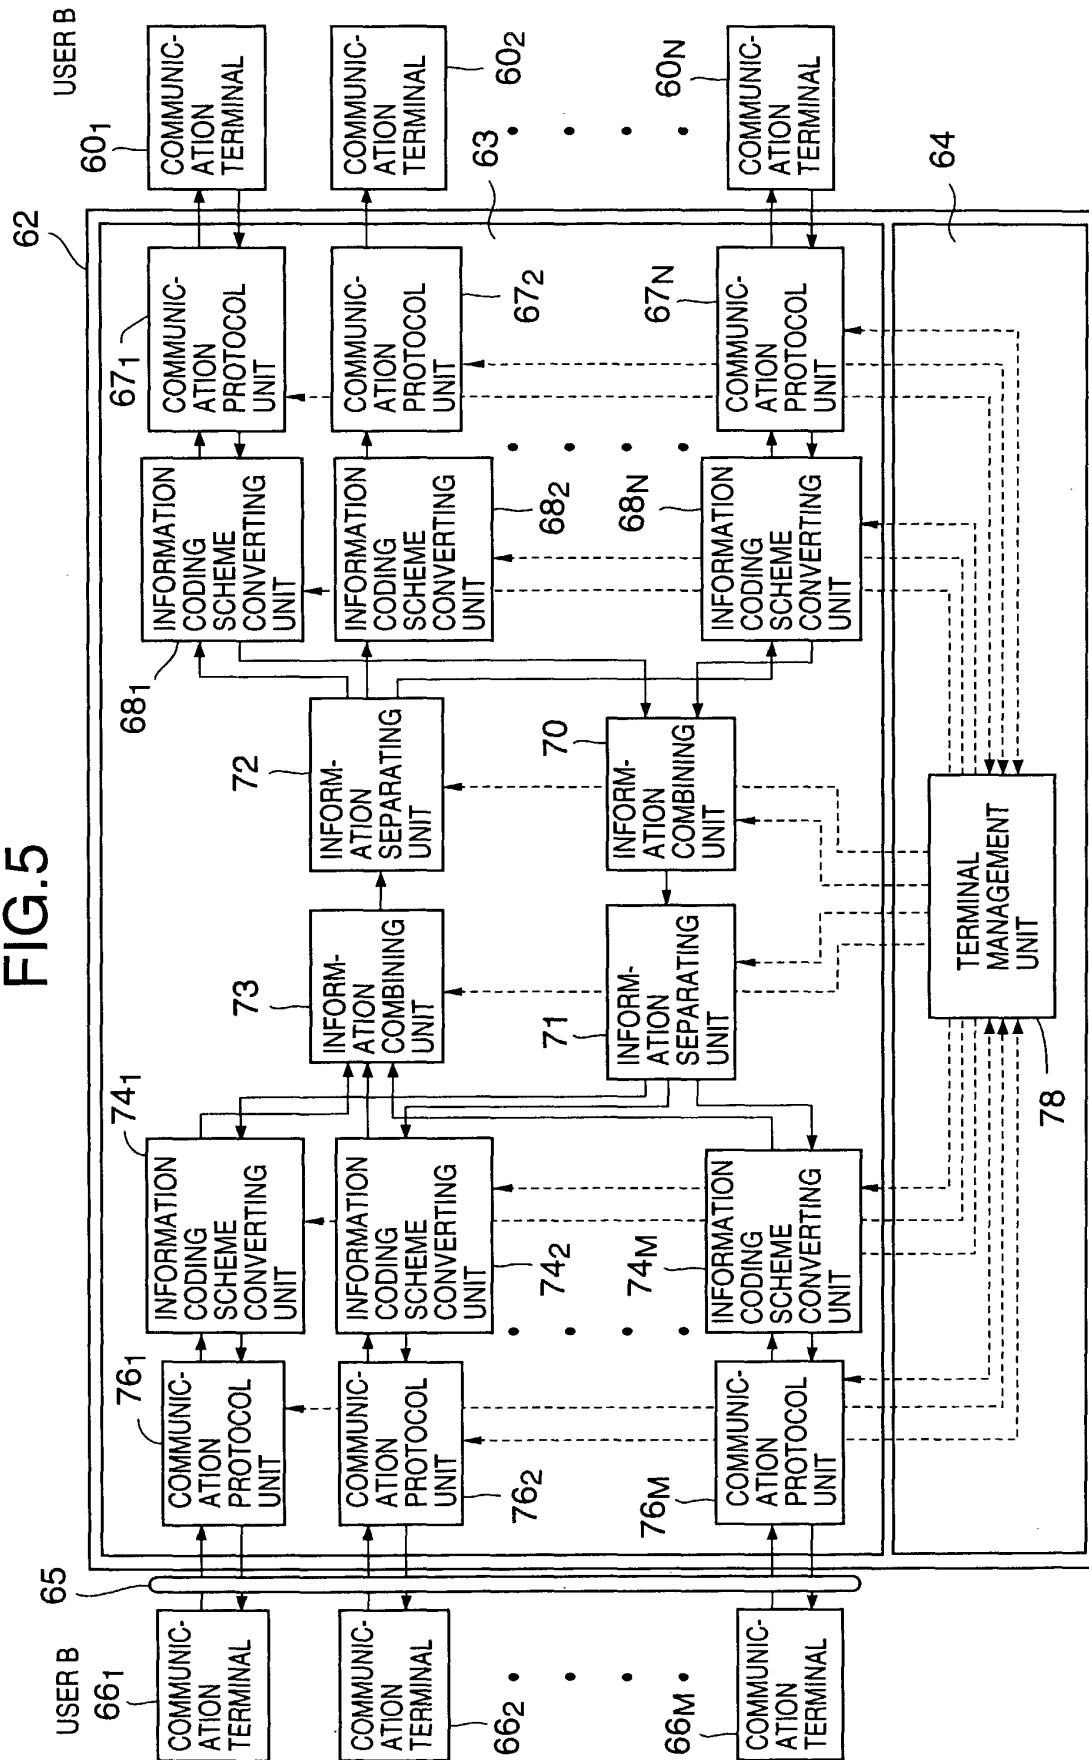 FIG.5
USER B
66₁
COMMUNIC-
ATION
TERMINAL
66₂
COMMUNIC-
ATION
TERMINAL
66M
COMMUNIC-
ATION
TERMINAL
65
62
76₁
COMMUNIC-
ATION
PROTOCOL
UNIT
76₂
COMMUNIC-
ATION
PROTOCOL
UNIT
76M
COMMUNIC-
ATION
PROTOCOL
UNIT
74₁
INFORMATION
CODING
SCHEME
CONVERTING
UNIT
74₂
INFORMATION
CODING
SCHEME
CONVERTING
UNIT
74M
INFORMATION
CODING
SCHEME
CONVERTING
UNIT
73
INFORM-
ATION
COMBINING
UNIT
71
INFORM-
ATION
SEPARATING
UNIT
72
INFORM-
ATION
SEPARATING
UNIT
70
INFORM-
ATION
COMBINING
UNIT
68₁
INFORMATION
CODING
SCHEME
CONVERTING
UNIT
68₂
INFORMATION
CODING
SCHEME
CONVERTING
UNIT
68N
INFORMATION
CODING
SCHEME
CONVERTING
UNIT
67₁
COMMUNIC-
ATION
PROTOCOL
UNIT
67₂
COMMUNIC-
ATION
PROTOCOL
UNIT
67N
COMMUNIC-
ATION
PROTOCOL
UNIT
63
USER B
60₁
COMMUNIC-
ATION
TERMINAL
60₂
COMMUNIC-
ATION
TERMINAL
60N
COMMUNIC-
ATION
TERMINAL
64
78
TERMINAL
MANAGEMENT
UNIT